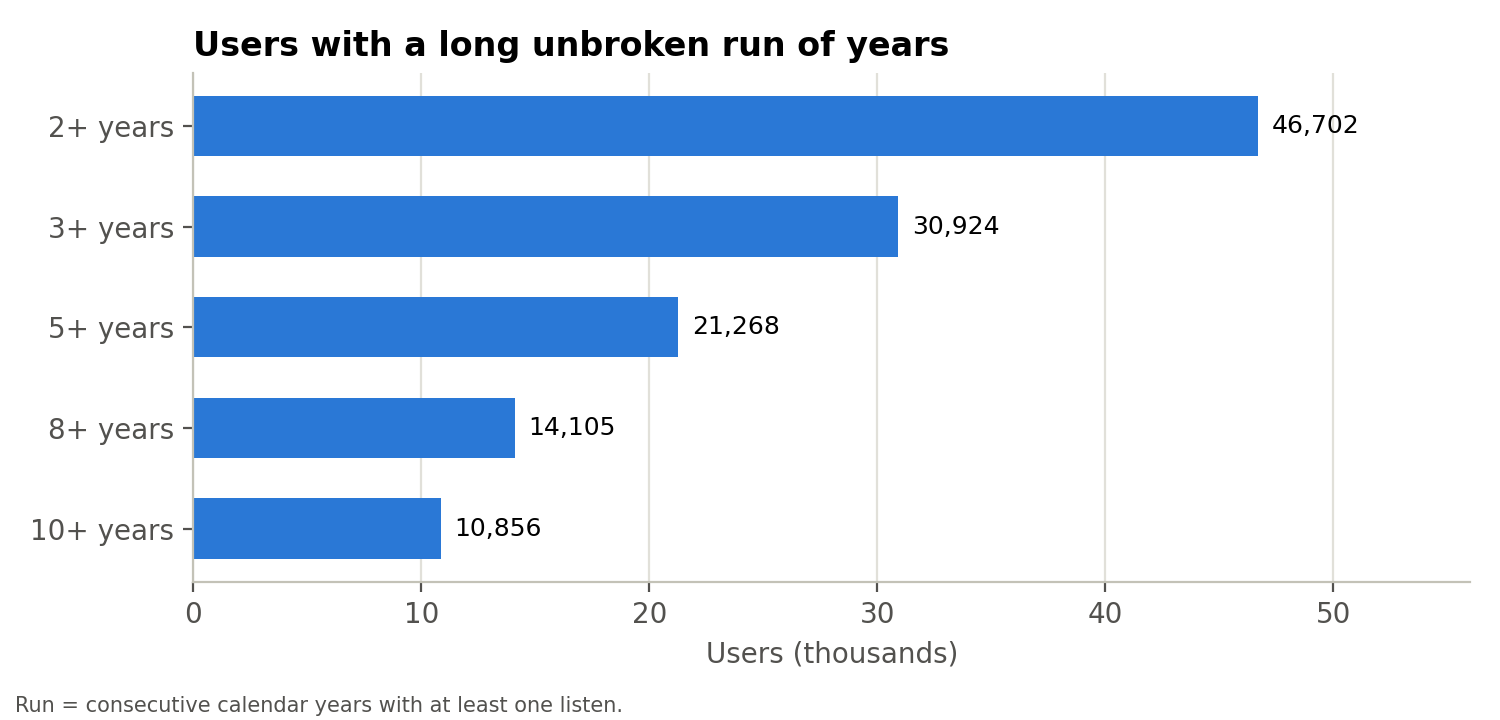 Users with a long unbroken run of years
2+ years
46,702
3+ years
30,924
5+ years
21,268
8+ years
14,105
10+ years
10,856
0 10 20 30 40 50
Users (thousands)
Run = consecutive calendar years with at least one listen.